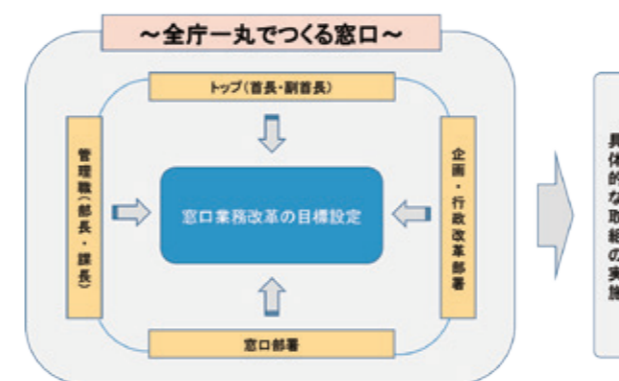 ～全庁一丸でつくる窓口～
トップ（首長・副首長）
管理職（部長・課長）
窓口業務改革の目標設定
企画・行政改革部署
窓口部署
具体的な取組の実施